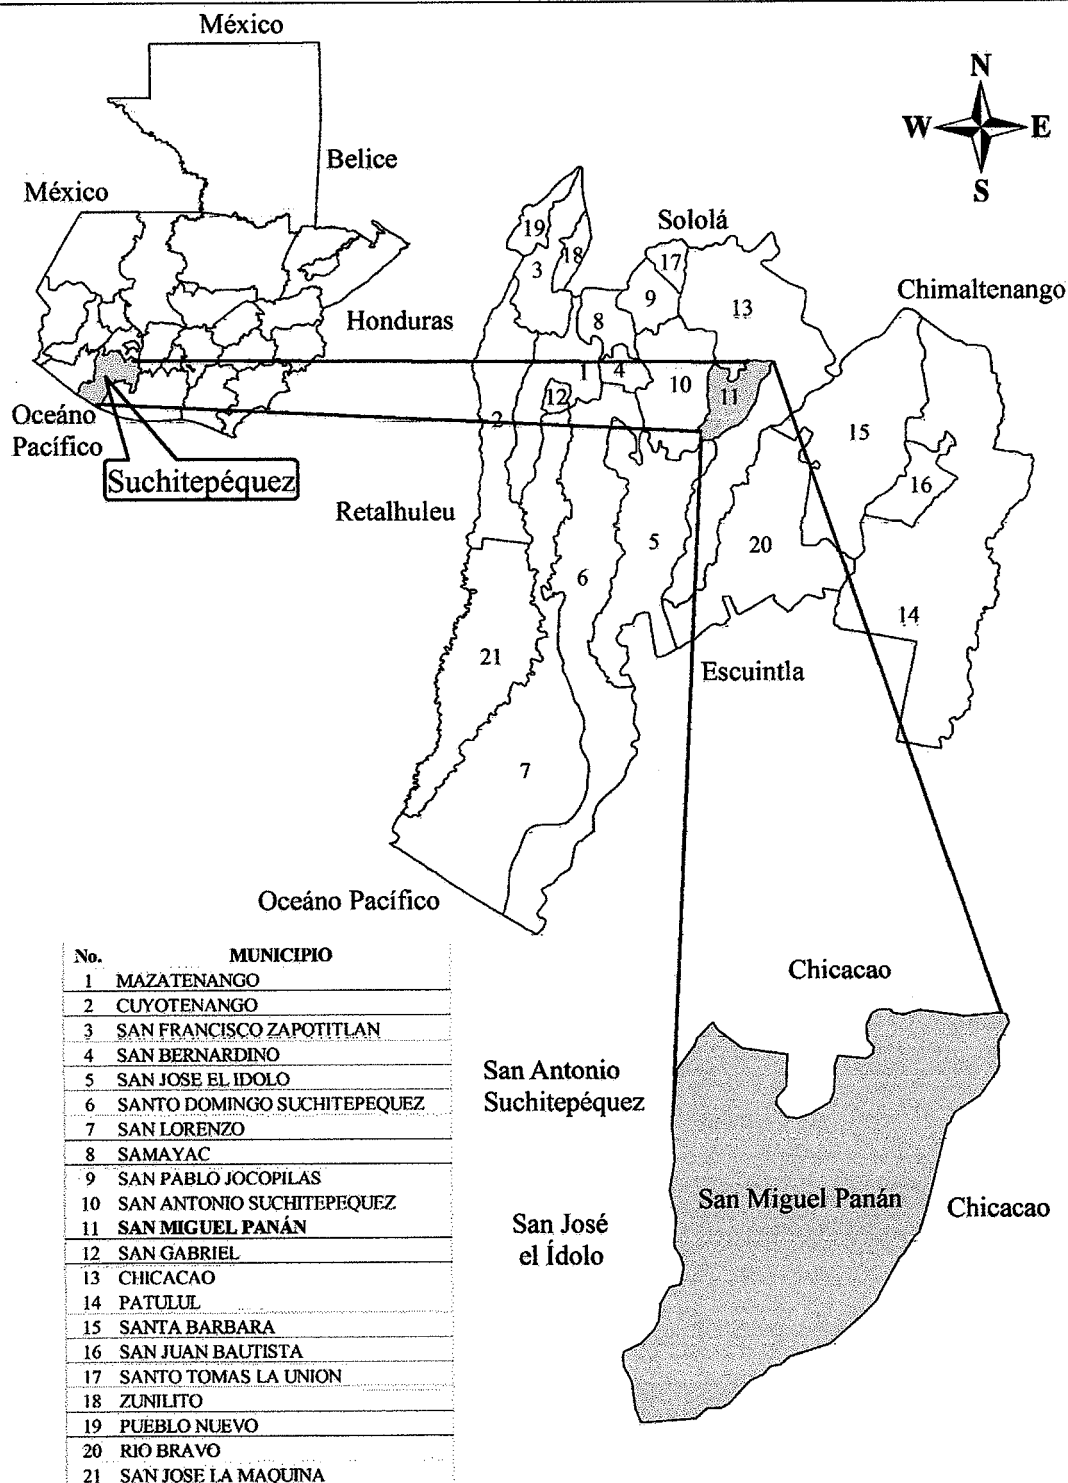 México
N
W E
S
Belice
México
Sololá
19
18
3
17
9
13
Chimaltenango
8
Honduras
1
4
10
11
12
2
15
Océano
Pacífico
16
Suchitepéquez
Retalhuleu
5
20
6
14
21
Escuintla
7
Océano Pacífico
No. MUNICIPIO
1 MAZATENANGO
2 CUYOTENANGO
3 SAN FRANCISCO ZAPOTITLAN
4 SAN BERNARDINO
5 SAN JOSE EL IDOLO
6 SANTO DOMINGO SUCHITEPEQUEZ
7 SAN LORENZO
8 SAMAYAC
9 SAN PABLO JOCOPILAS
10 SAN ANTONIO SUCHITEPEQUEZ
11 SAN MIGUEL PANÁN
12 SAN GABRIEL
13 CHICACAO
14 PATULUL
15 SANTA BARBARA
16 SAN JUAN BAUTISTA
17 SANTO TOMAS LA UNION
18 ZUNILITO
19 PUEBLO NUEVO
20 RIO BRAVO
21 SAN JOSE LA MAQUINA
Chicacao
San Antonio
Suchitepéquez
San Miguel Panán
Chicacao
San José
el Ídolo